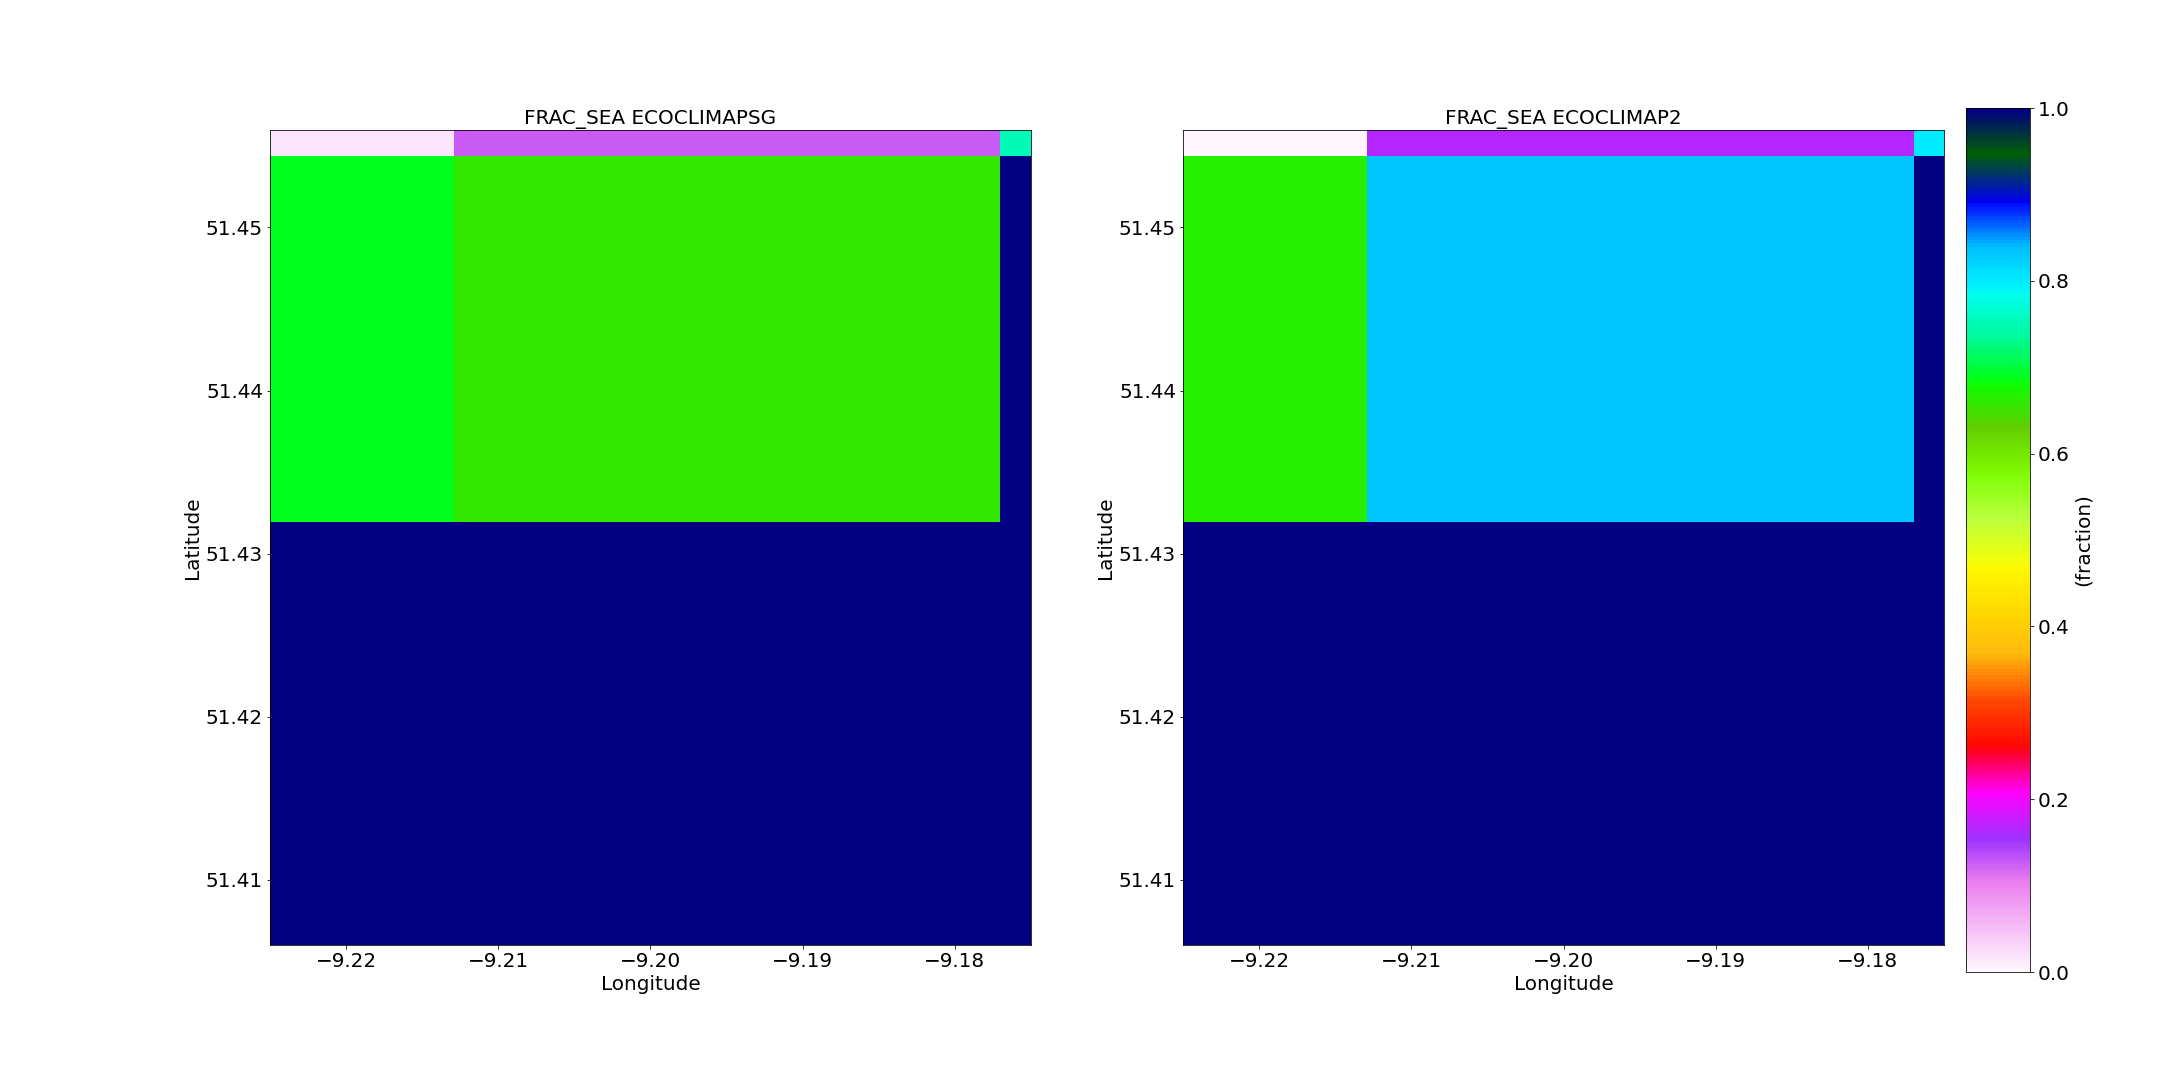 FRAC_SEA ECOCLIMAPSG
51.45
51.44
51.43
51.42
51.41
Latitude
−9.22 −9.21 −9.20 −9.19 −9.18
Longitude
FRAC_SEA ECOCLIMAP2
51.45
51.44
51.43
51.42
51.41
Latitude
−9.22 −9.21 −9.20 −9.19 −9.18
Longitude
1.0
0.8
0.6
0.4
0.2
0.0
(fraction)